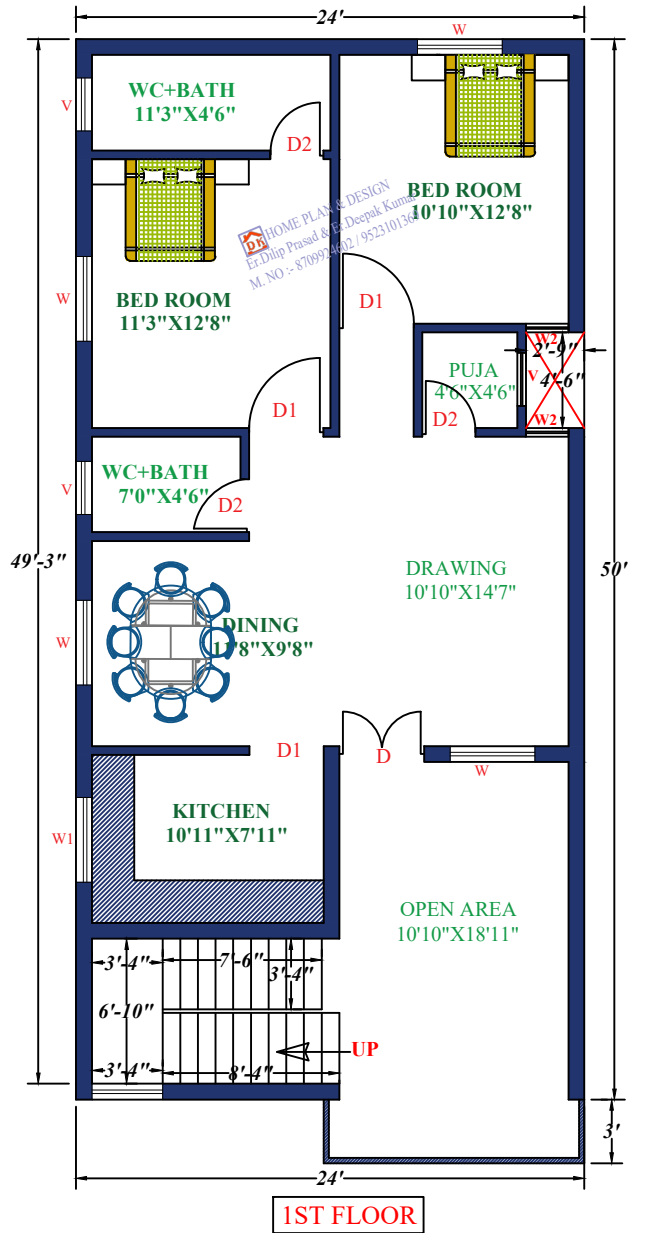 24'
W
WC+BATH
11'3"X4'6"
V
D2
BED ROOM
10'10"X12'8"
DK
HOME PLAN & DESIGN
Er.Dilip Prasad & Er.Deepak Kumar
M. NO :- 8709924602 /
BED ROOM
11'3"X12'8"
W
D1
D1
W2
2'-9"
PUJA
4'6"X4'6"
V
4'-6"
D2
W2
WC+BATH
7'0"X4'6"
V
D2
49'-3"
50'
DRAWING
10'10"X14'7"
DINING
11'8"X9'8"
W
D1
D
W
KITCHEN
10'11"X7'11"
W1
OPEN AREA
10'10"X18'11"
3'-4"
7'-6"
3'-4"
6'-10"
UP
3'-4"
8'-4"
3'
24'
1ST FLOOR